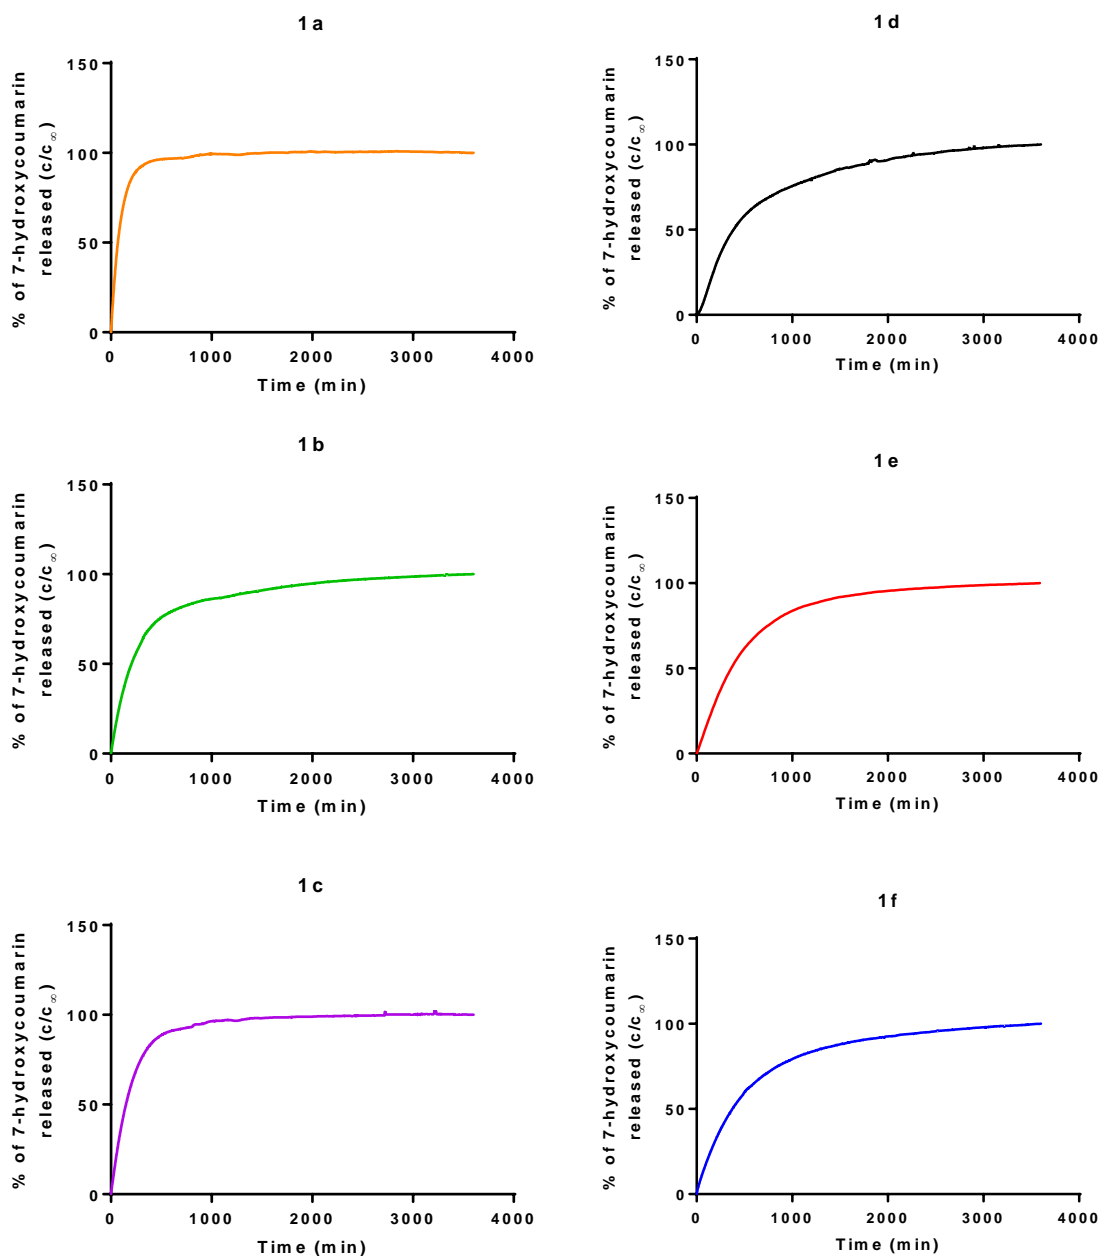 1a
% of 7-hydroxycoumarin
released (c/c∞)
150
100
50
0
0 1000 2000 3000 4000
Time (min)
1d
% of 7-hydroxycoumarin
released (c/c∞)
150
100
50
0
0 1000 2000 3000 4000
Time (min)
1b
% of 7-hydroxycoumarin
released (c/c∞)
150
100
50
0
0 1000 2000 3000 4000
Time (min)
1e
% of 7-hydroxycoumarin
released (c/c∞)
150
100
50
0
0 1000 2000 3000 4000
Time (min)
1c
% of 7-hydroxycoumarin
released (c/c∞)
150
100
50
0
0 1000 2000 3000 4000
Time (min)
1f
% of 7-hydroxycoumarin
released (c/c∞)
150
100
50
0
0 1000 2000 3000 4000
Time (min)